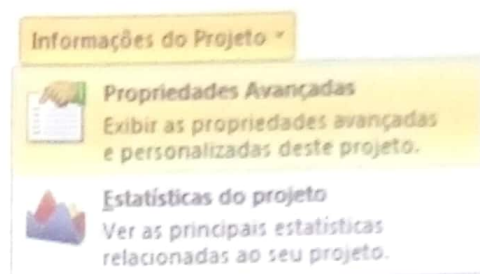 Informações do Projeto
Propriedades Avançadas
Exibir as propriedades avançadas
e personalizadas deste projeto.
Estatísticas do projeto
Ver as principais estatísticas
relacionadas ao seu projeto.